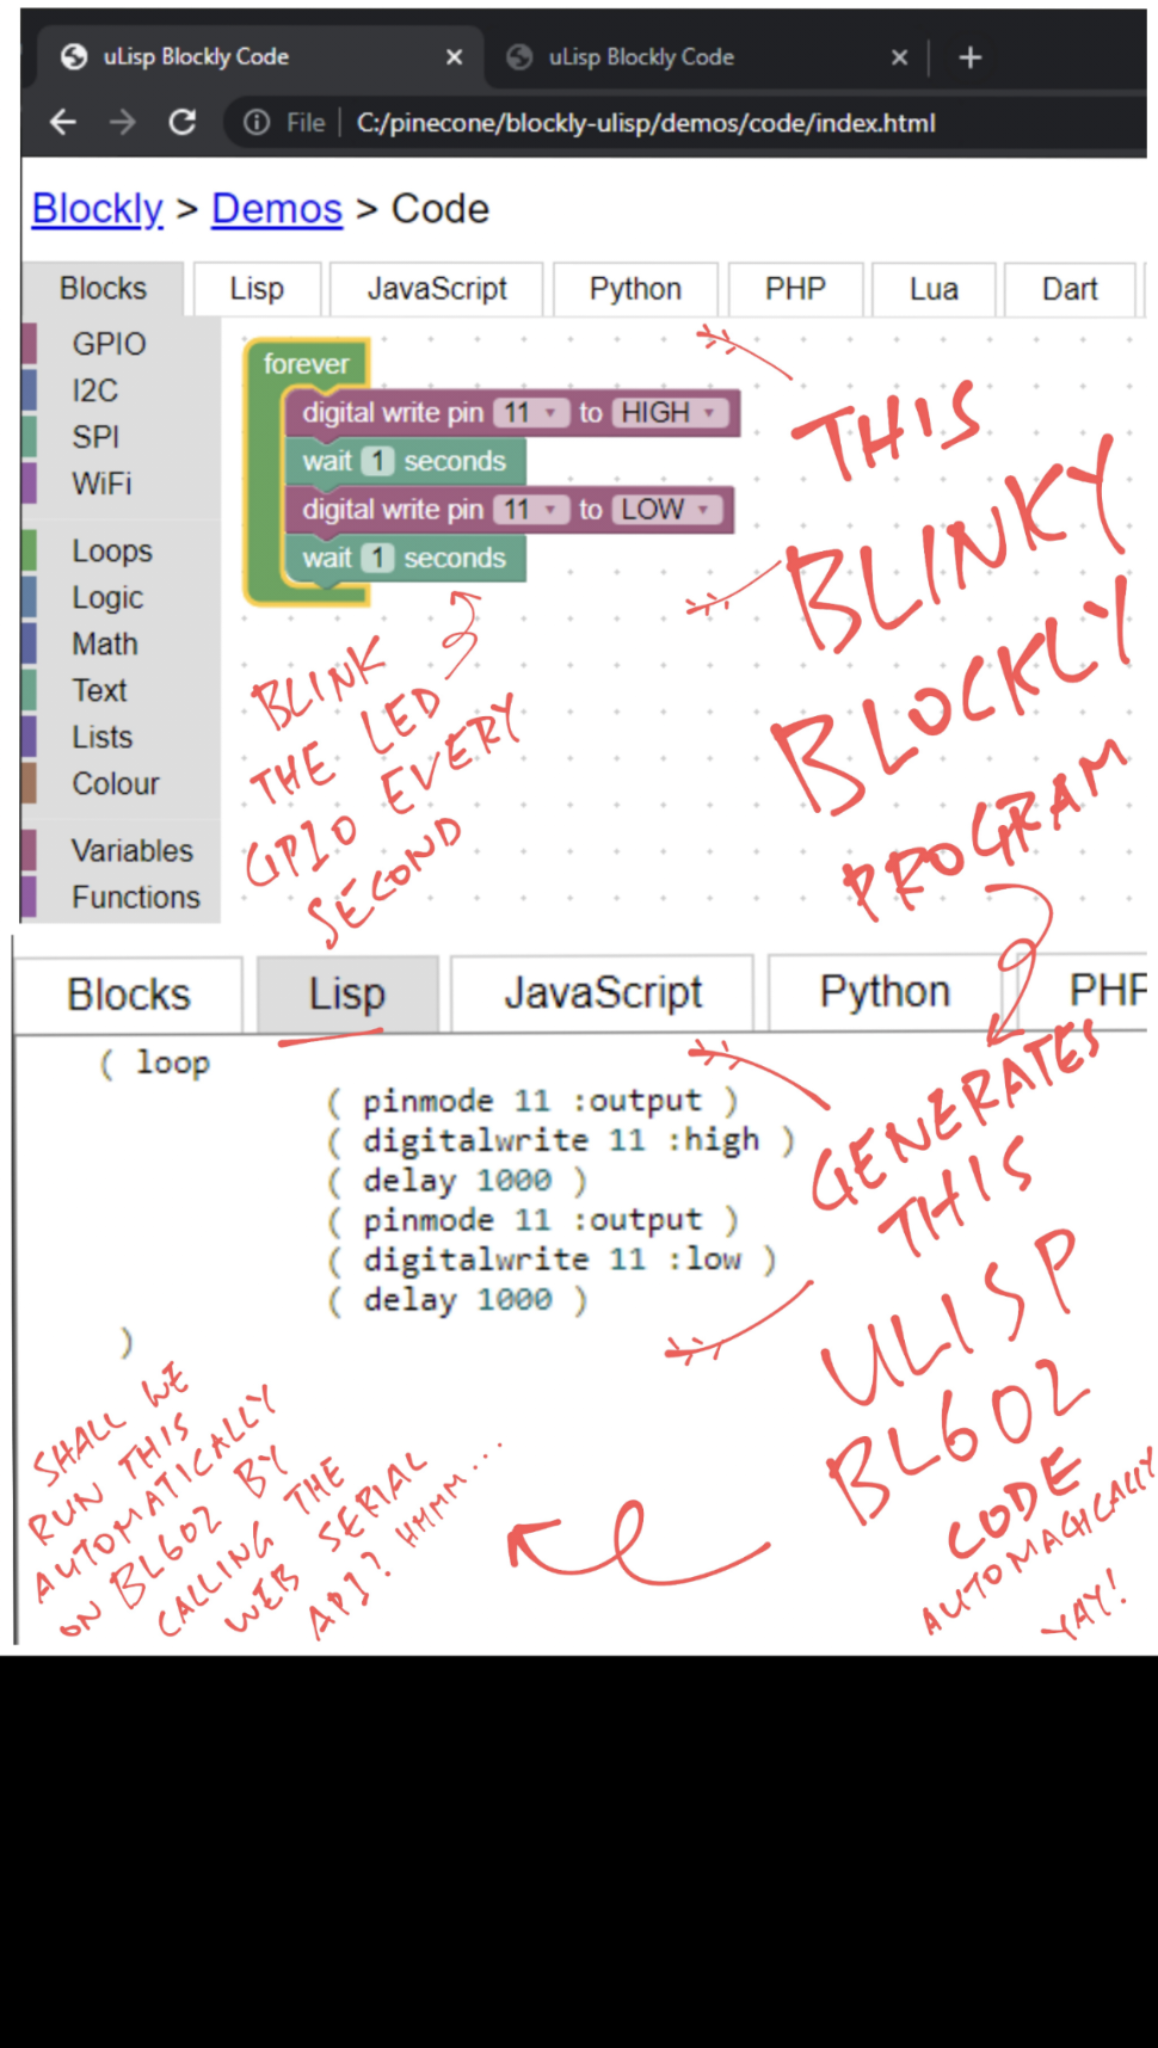 uLisp Blockly Code
uLisp Blockly Code
File C:/pinecone/blockly-ulisp/demos/code/index.html
Blockly > Demos > Code
Blocks Lisp JavaScript Python PHP Lua Dart
GPIO
I2C
SPI
WiFi
Loops
Logic
Math
Text
Lists
Colour
Variables
Functions
forever
digital write pin 11 to HIGH
wait 1 seconds
digital write pin 11 to LOW
wait 1 seconds
BLINK
THE LED
GPIO EVERY
SECOND
THIS
BLINKY
BLOCKLY
PROGRAM
Blocks Lisp JavaScript Python PHP
( loop
( pinmode 11 :output )
( digitalwrite 11 :high )
( delay 1000 )
( pinmode 11 :output )
( digitalwrite 11 :low )
( delay 1000 )
)
GENERATES
THIS
ULISP
BL602
CODE
AUTOMAGICALLY
YAY!
SHALL WE
RUN THIS
AUTOMATICALLY
ON BL602 BY
CALLING THE
WEB SERIAL
API? HMMM...